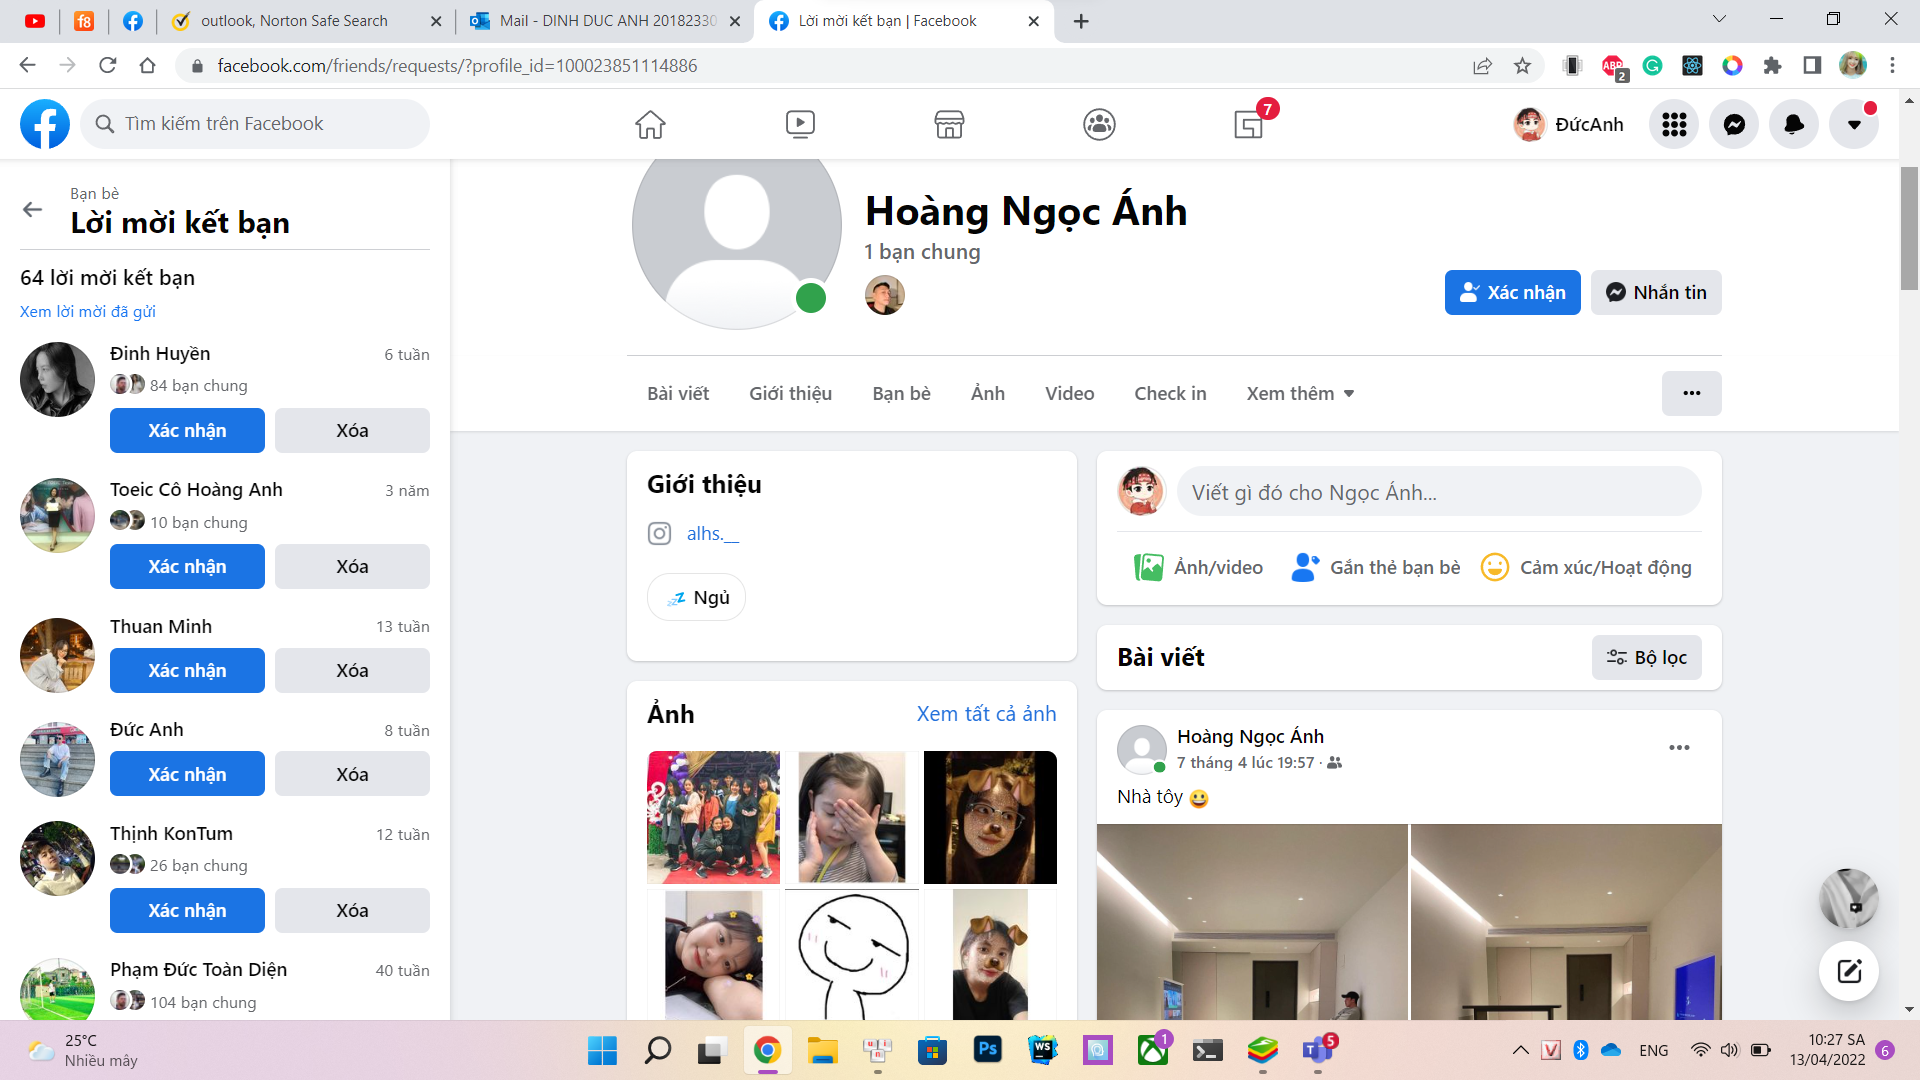 f8
outlook, Norton Safe Search
Mail - DINH DUC ANH 20182330
Lời mời kết bạn | Facebook
facebook.com/friends/requests/?profile_id=100023851114886
ABP
2
Tìm kiếm trên Facebook
7
ĐứcAnh
Bạn bè
Lời mời kết bạn
64 lời mời kết bạn
Xem lời mời đã gửi
Đinh Huyền
6 tuần
84 bạn chung
Xác nhận
Xóa
Toeic Cô Hoàng Anh
3 năm
10 bạn chung
Xác nhận
Xóa
Thuan Minh
13 tuần
Xác nhận
Xóa
Đức Anh
8 tuần
Xác nhận
Xóa
Thịnh KonTum
12 tuần
26 bạn chung
Xác nhận
Xóa
Phạm Đức Toàn Diện
40 tuần
104 bạn chung
Hoàng Ngọc Ánh
1 bạn chung
Xác nhận
Nhắn tin
Bài viết
Giới thiệu
Bạn bè
Ảnh
Video
Check in
Xem thêm
Giới thiệu
alhs.__
Ngủ
Ảnh
Xem tất cả ảnh
Viết gì đó cho Ngọc Ánh...
Ảnh/video
Gắn thẻ bạn bè
Cảm xúc/Hoạt động
Bài viết
Bộ lọc
Hoàng Ngọc Ánh
7 tháng 4 lúc 19:57 ·
Nhà tôy 😀
25°C
Nhiều mây
Ps
WS
1
5
V
ENG
10:27 SA
13/04/2022
6